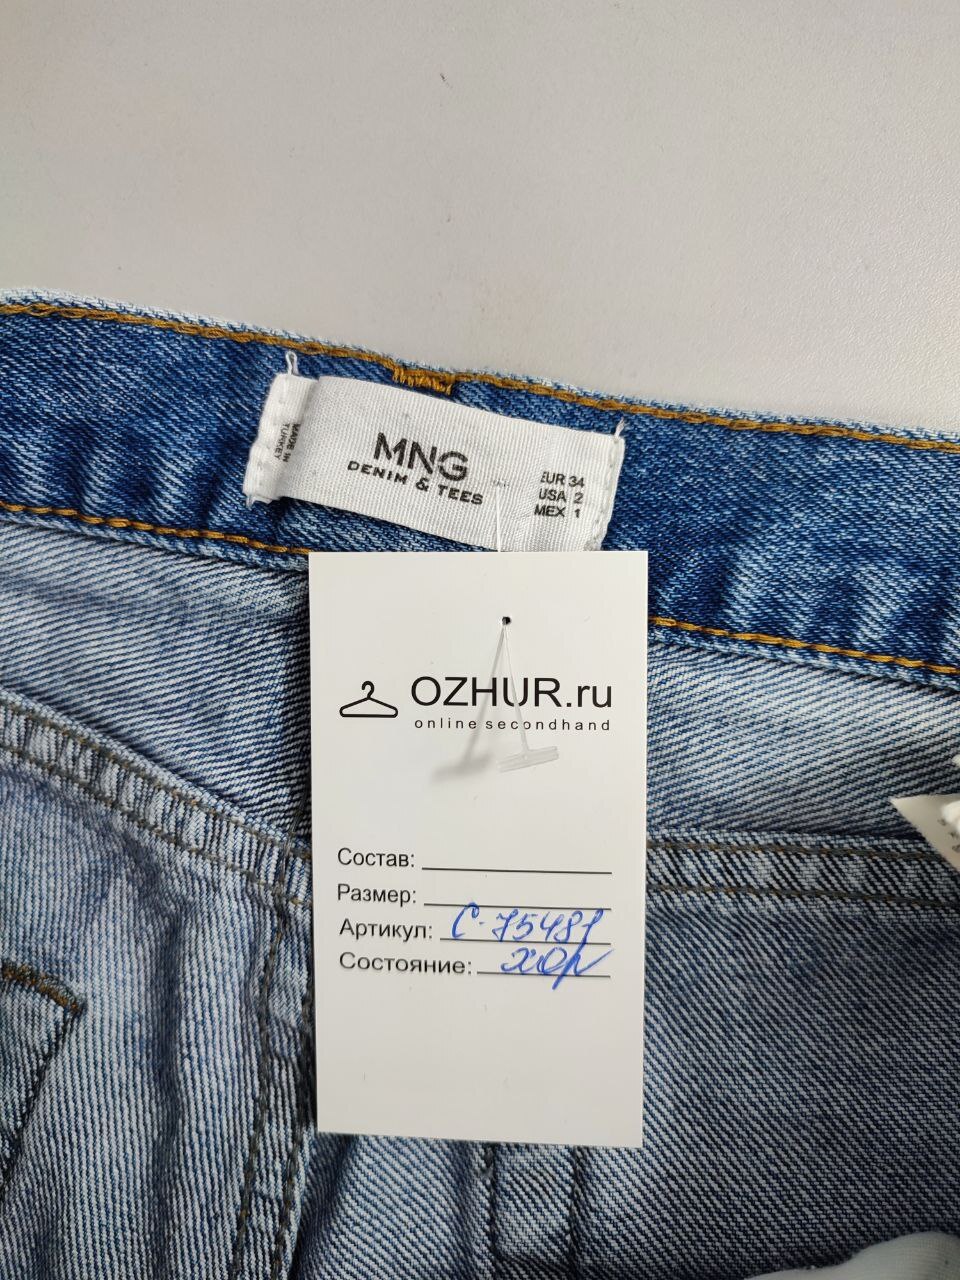 MADE IN
TURKEY
MNG
DENIM & TEES
EUR 34
USA 2
MEX 1
OZHUR.ru
online secondhand
Состав:
Размер:
Артикул: С-75481
Состояние: хор